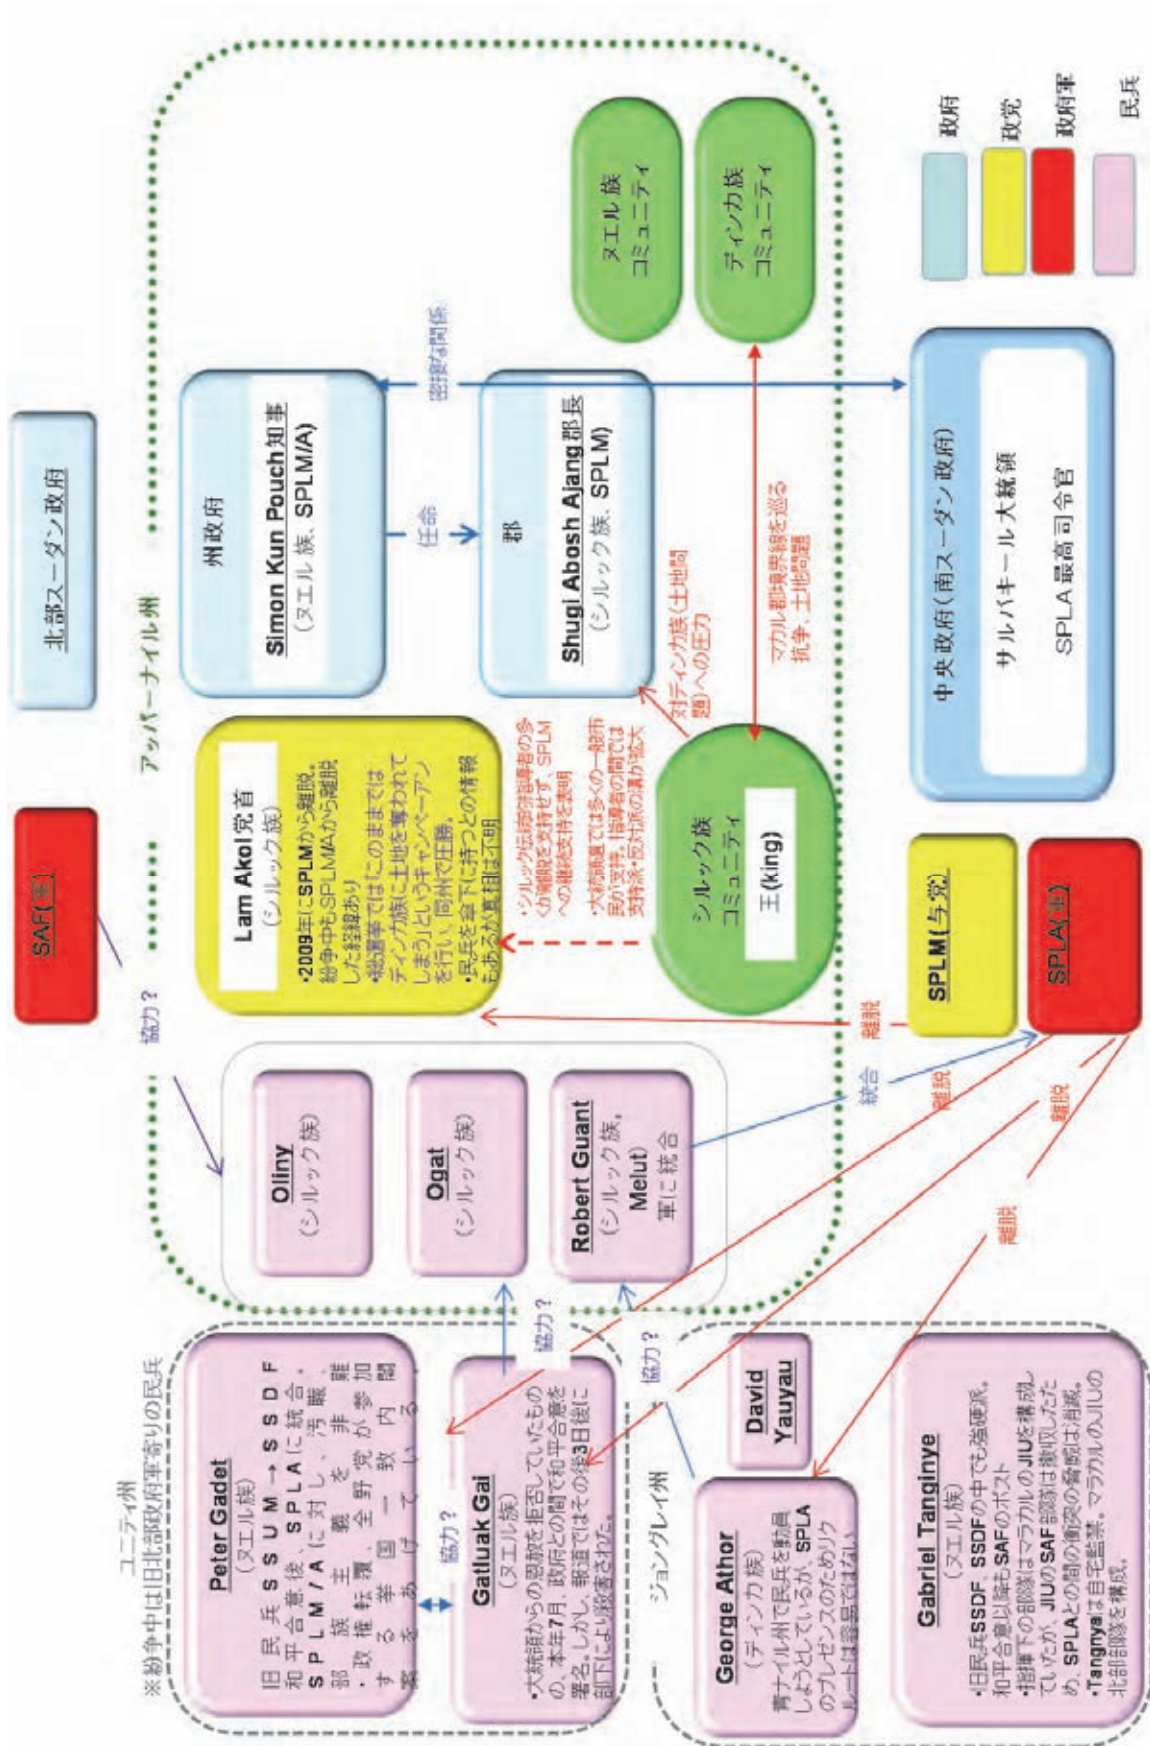 ユニティ州
※紛争中は旧北部政府軍寄りの民兵
Peter Gadet
(ヌエル族)
旧民兵SSUM→SSDF
和平合意後、SPLAに統合。
SPLM/Aに対し、汚職、
部族主義を非難
・政権転覆、全野党が参加
する挙国一致内閣
案をあげている.
協力?
Gatluak Gai
(ヌエル族)
・大統領からの恩赦を拒否していたもの
の、本年7月、政府との間で和平合意を
署名。しかし、報道ではその後3日後に
部下により殺害された。
ジョングレイ州
George Athor
(ディンカ族)
青ナイル州で民兵を動員
しようとしているが、SPLA
のプレゼンスのためリク
ルートは容易ではない
David
Yauyau
Gabriel Tanginye
(ヌエル族)
・旧民兵SSDF、SSDFの中でも強硬派。
和平合意以降もSAFのポスト
・指揮下の部隊はマラカルのJIUを構成し
ていたが、JIUのSAF部隊は撤収したた
め、SPLAとの間の衝突の脅威は消滅。
・Tangnyaは自宅監禁。マラカルのJIUの
北部部隊を構成。
協力?
協力?
SAF(軍)
北部スーダン政府
協力?
アッパーナイル州
Oliny
(シルック族)
Ogat
(シルック族)
Robert Guant
(シルック族,
Melut)
軍に統合
Lam Akol党首
(シルック族)
・2009年にSPLMから離脱。
紛争中もSPLM/Aから離脱
した経緯あり
・総選挙では「このままでは
ディンカ族に土地を奪われて
しまう」というキャンペーン
を行い、同州で圧勝。
・民兵を傘下に持つとの情報
もあるが真相は不明
・シルック伝統的指導者の多
くが離脱を支持せず、SPLM
への継続支持を表明
・大統領選では多くの一般市
民が支持。指導者の間では
支持派・反対派の溝が拡大
シルック族
コミュニティ
王(king)
州政府
Simon Kun Pouch知事
(ヌエル族、SPLM/A)
任命
密接な関係
郡
Shugi Abosh Ajang郡長
(シルック族、SPLM)
対ディンカ族(土地問
題)への圧力
マカル郡境界線を巡る
抗争、土地問題
ヌエル族
コミュニティ
ディンカ族
コミュニティ
離脱
統合
離脱
離脱
離脱
SPLM(与党)
SPLA(軍)
中央政府(南スーダン政府)
サルバキール大統領
SPLA最高司令官
政府
政党
政府軍
民兵